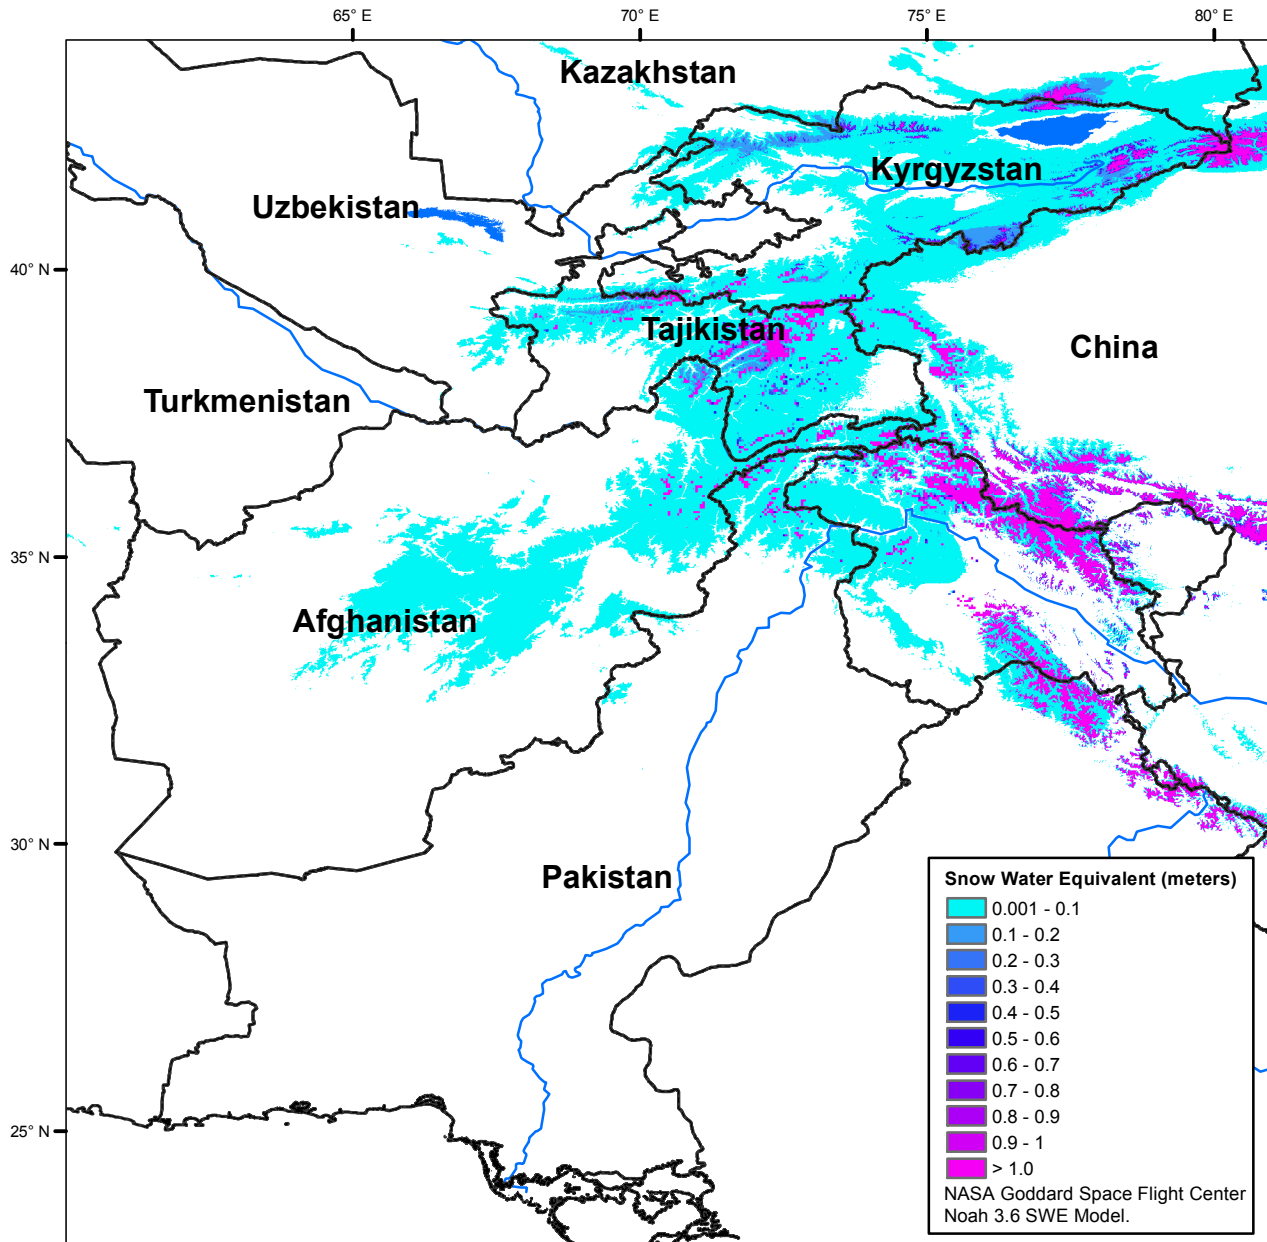 65° E
70° E
75° E
80° E
Kazakhstan
Kyrgyzstan
Uzbekistan
40° N
Tajikistan
China
Turkmenistan
35° N
Afghanistan
30° N
Pakistan
25° N
Snow Water Equivalent (meters)
0.001 - 0.1
0.1 - 0.2
0.2 - 0.3
0.3 - 0.4
0.4 - 0.5
0.5 - 0.6
0.6 - 0.7
0.7 - 0.8
0.8 - 0.9
0.9 - 1
> 1.0
NASA Goddard Space Flight Center
Noah 3.6 SWE Model.